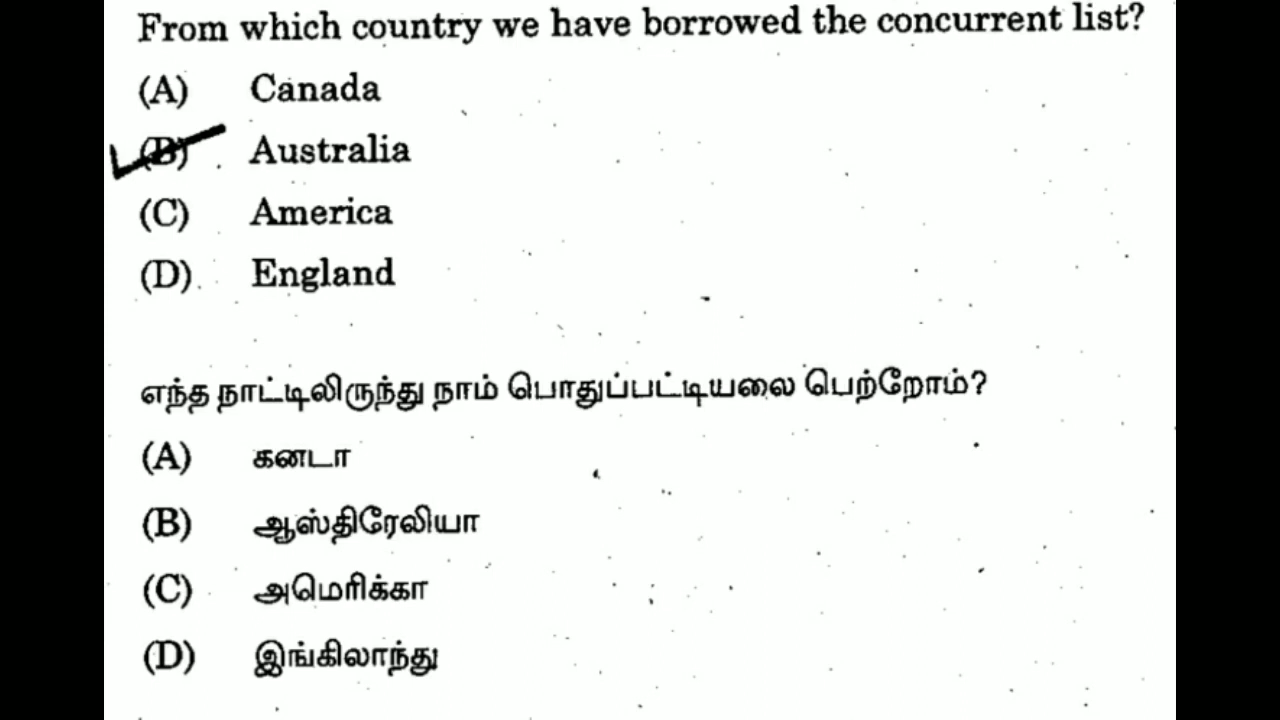 From which country we have borrowed the concurrent list?
(A) Canada
(B) Australia
(C) America
(D) England
எந்த நாட்டிலிருந்து நாம் பொதுப்பட்டியலை பெற்றோம்?
(A) கனடா
(B) ஆஸ்திரேலியா
(C) அமெரிக்கா
(D) இங்கிலாந்து